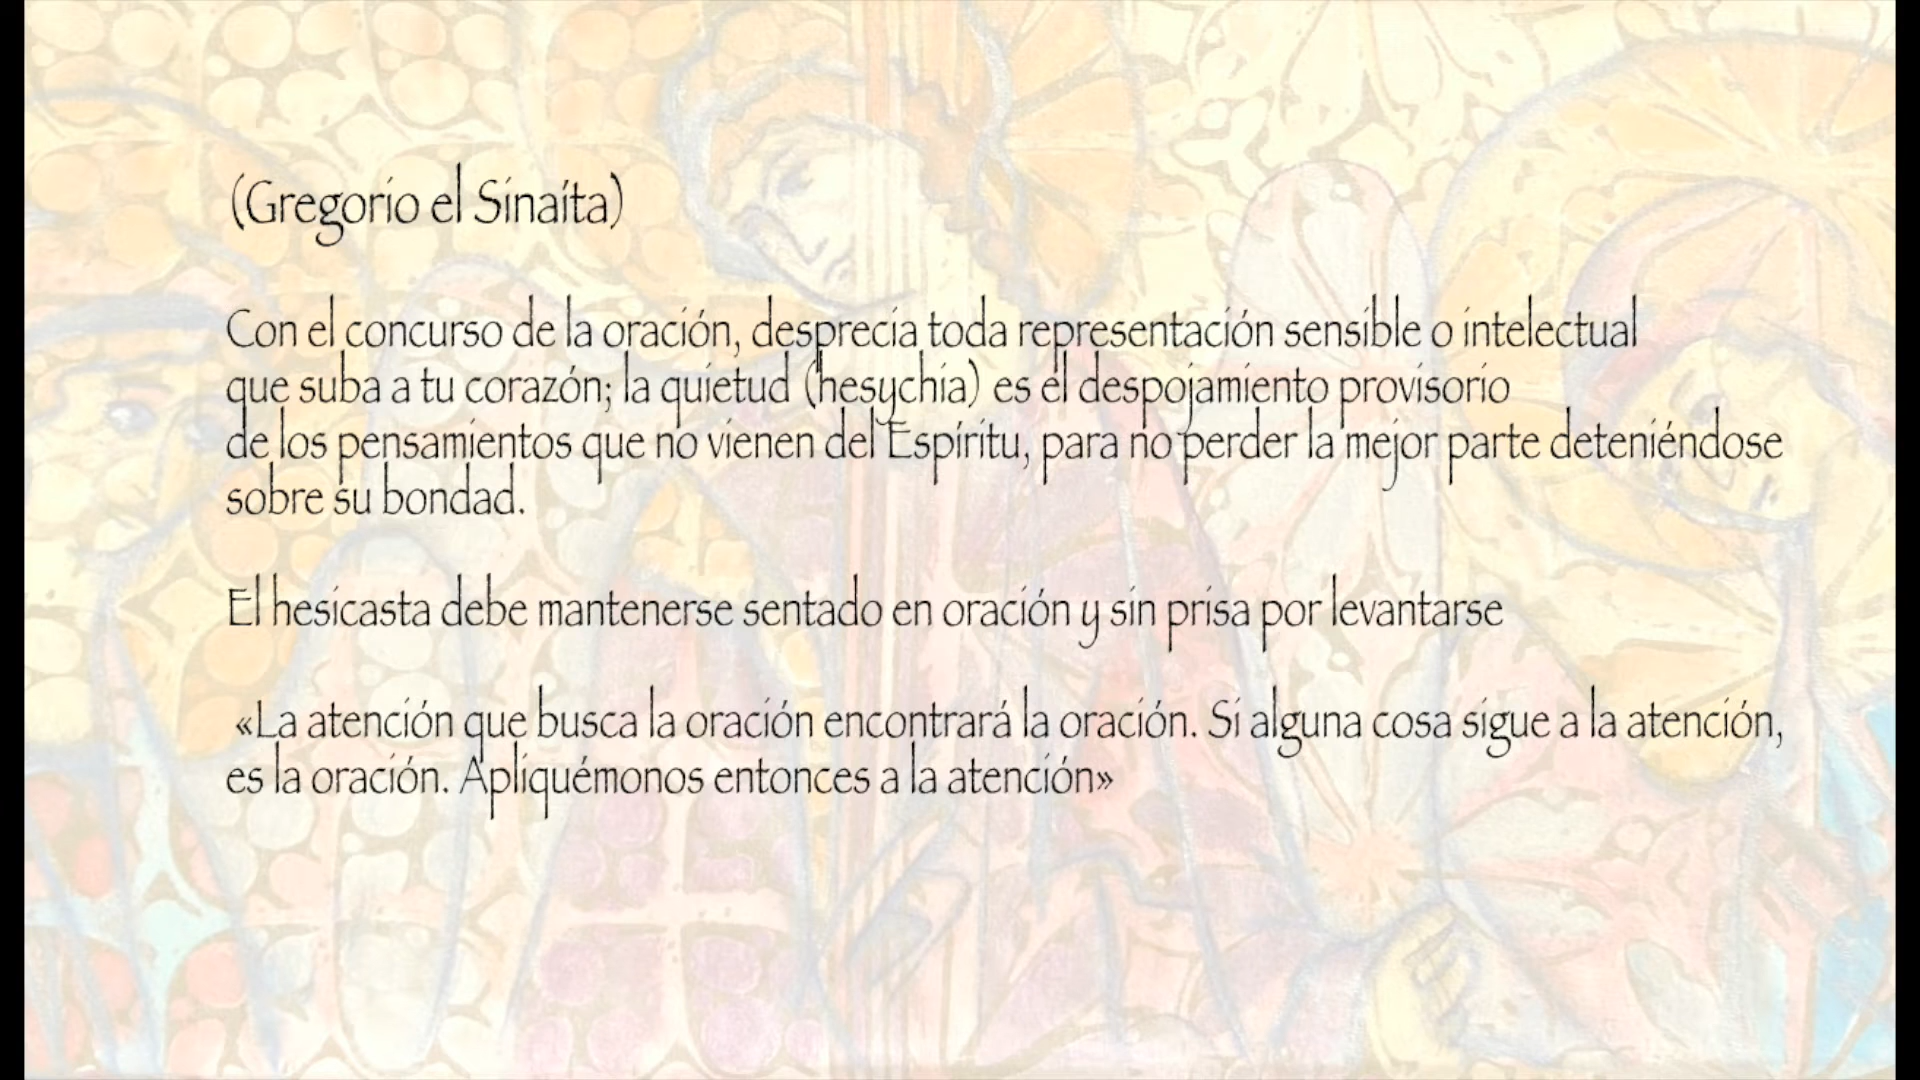 (Gregorio el Sinaíta)
Con el concurso de la oración, desprecia toda representación sensible o intelectual
que suba a tu corazón; la quietud (hesychia) es el despojamiento provisorio
de los pensamientos que no vienen del Espíritu, para no perder la mejor parte deteniéndose
sobre su bondad.
El hesicasta debe mantenerse sentado en oración y sin prisa por levantarse
«La atención que busca la oración encontrará la oración. Si alguna cosa sigue a la atención,
es la oración. Apliquémonos entonces a la atención»